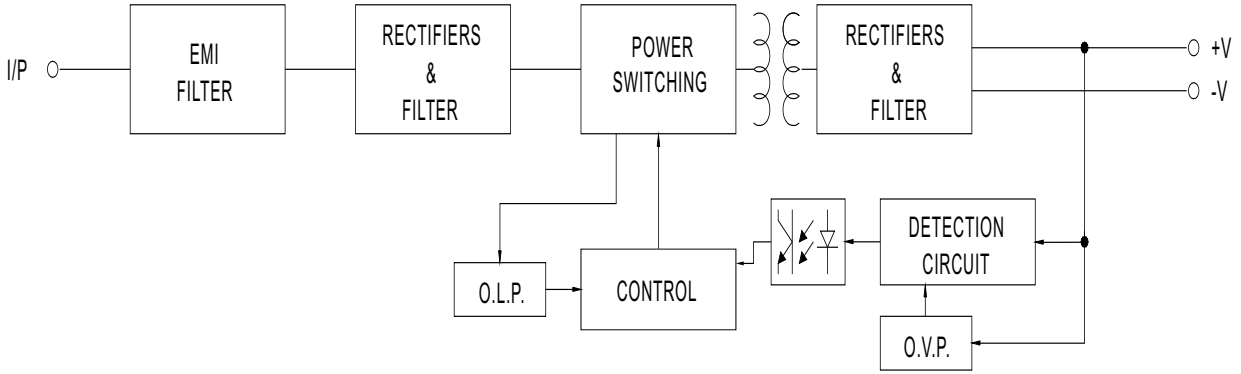 I/P
EMI
FILTER
RECTIFIERS
&
FILTER
POWER
SWITCHING
RECTIFIERS
&
FILTER
+V
-V
O.L.P.
CONTROL
DETECTION
CIRCUIT
O.V.P.